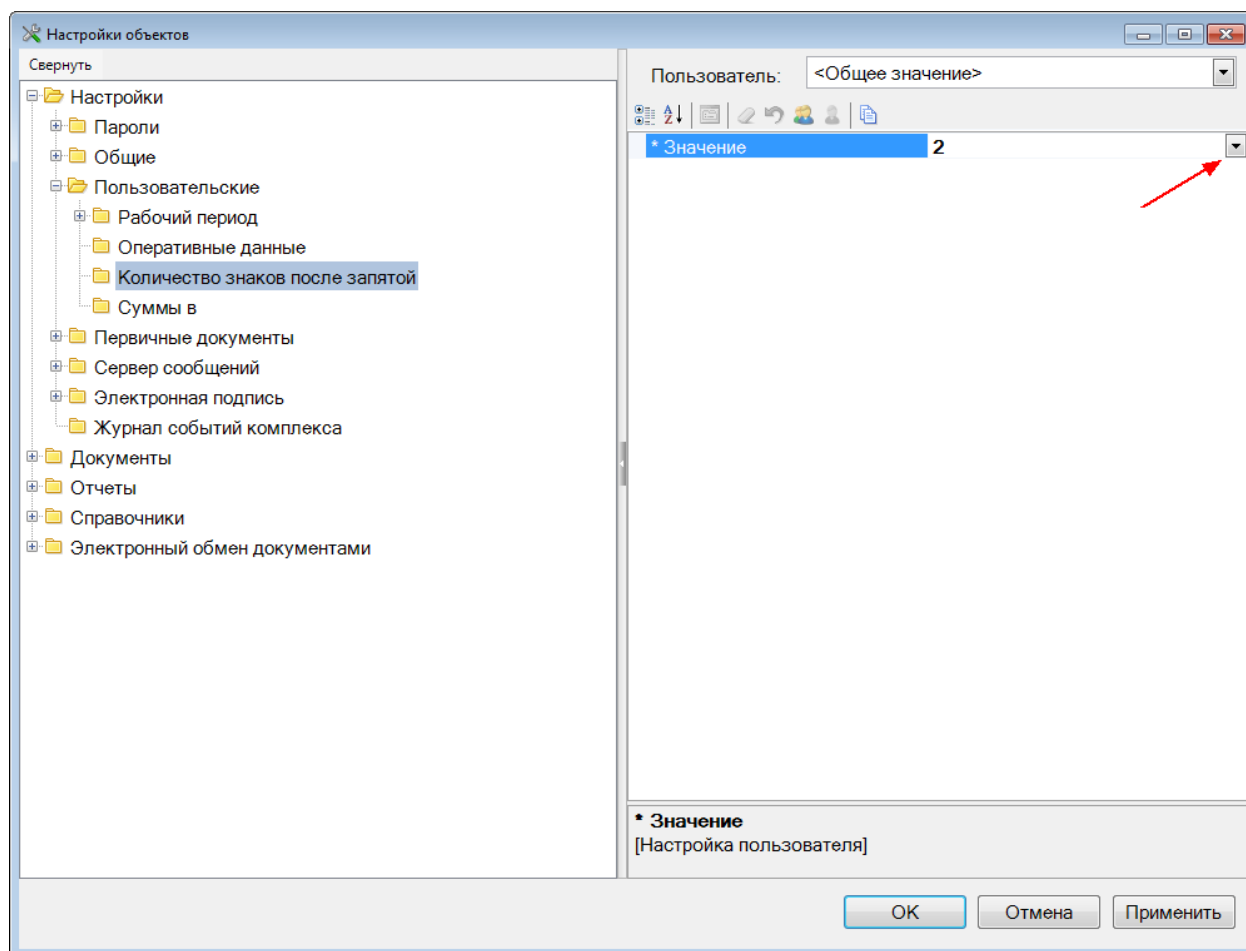 Настройки объектов
Свернуть
Настройки
Пароли
Общие
Пользовательские
Рабочий период
Оперативные данные
Количество знаков после запятой
Суммы в
Первичные документы
Сервер сообщений
Электронная подпись
Журнал событий комплекса
Документы
Отчеты
Справочники
Электронный обмен документами
Пользователь: <Общее значение>
* Значение 2
* Значение
[Настройка пользователя]
OK Отмена Применить